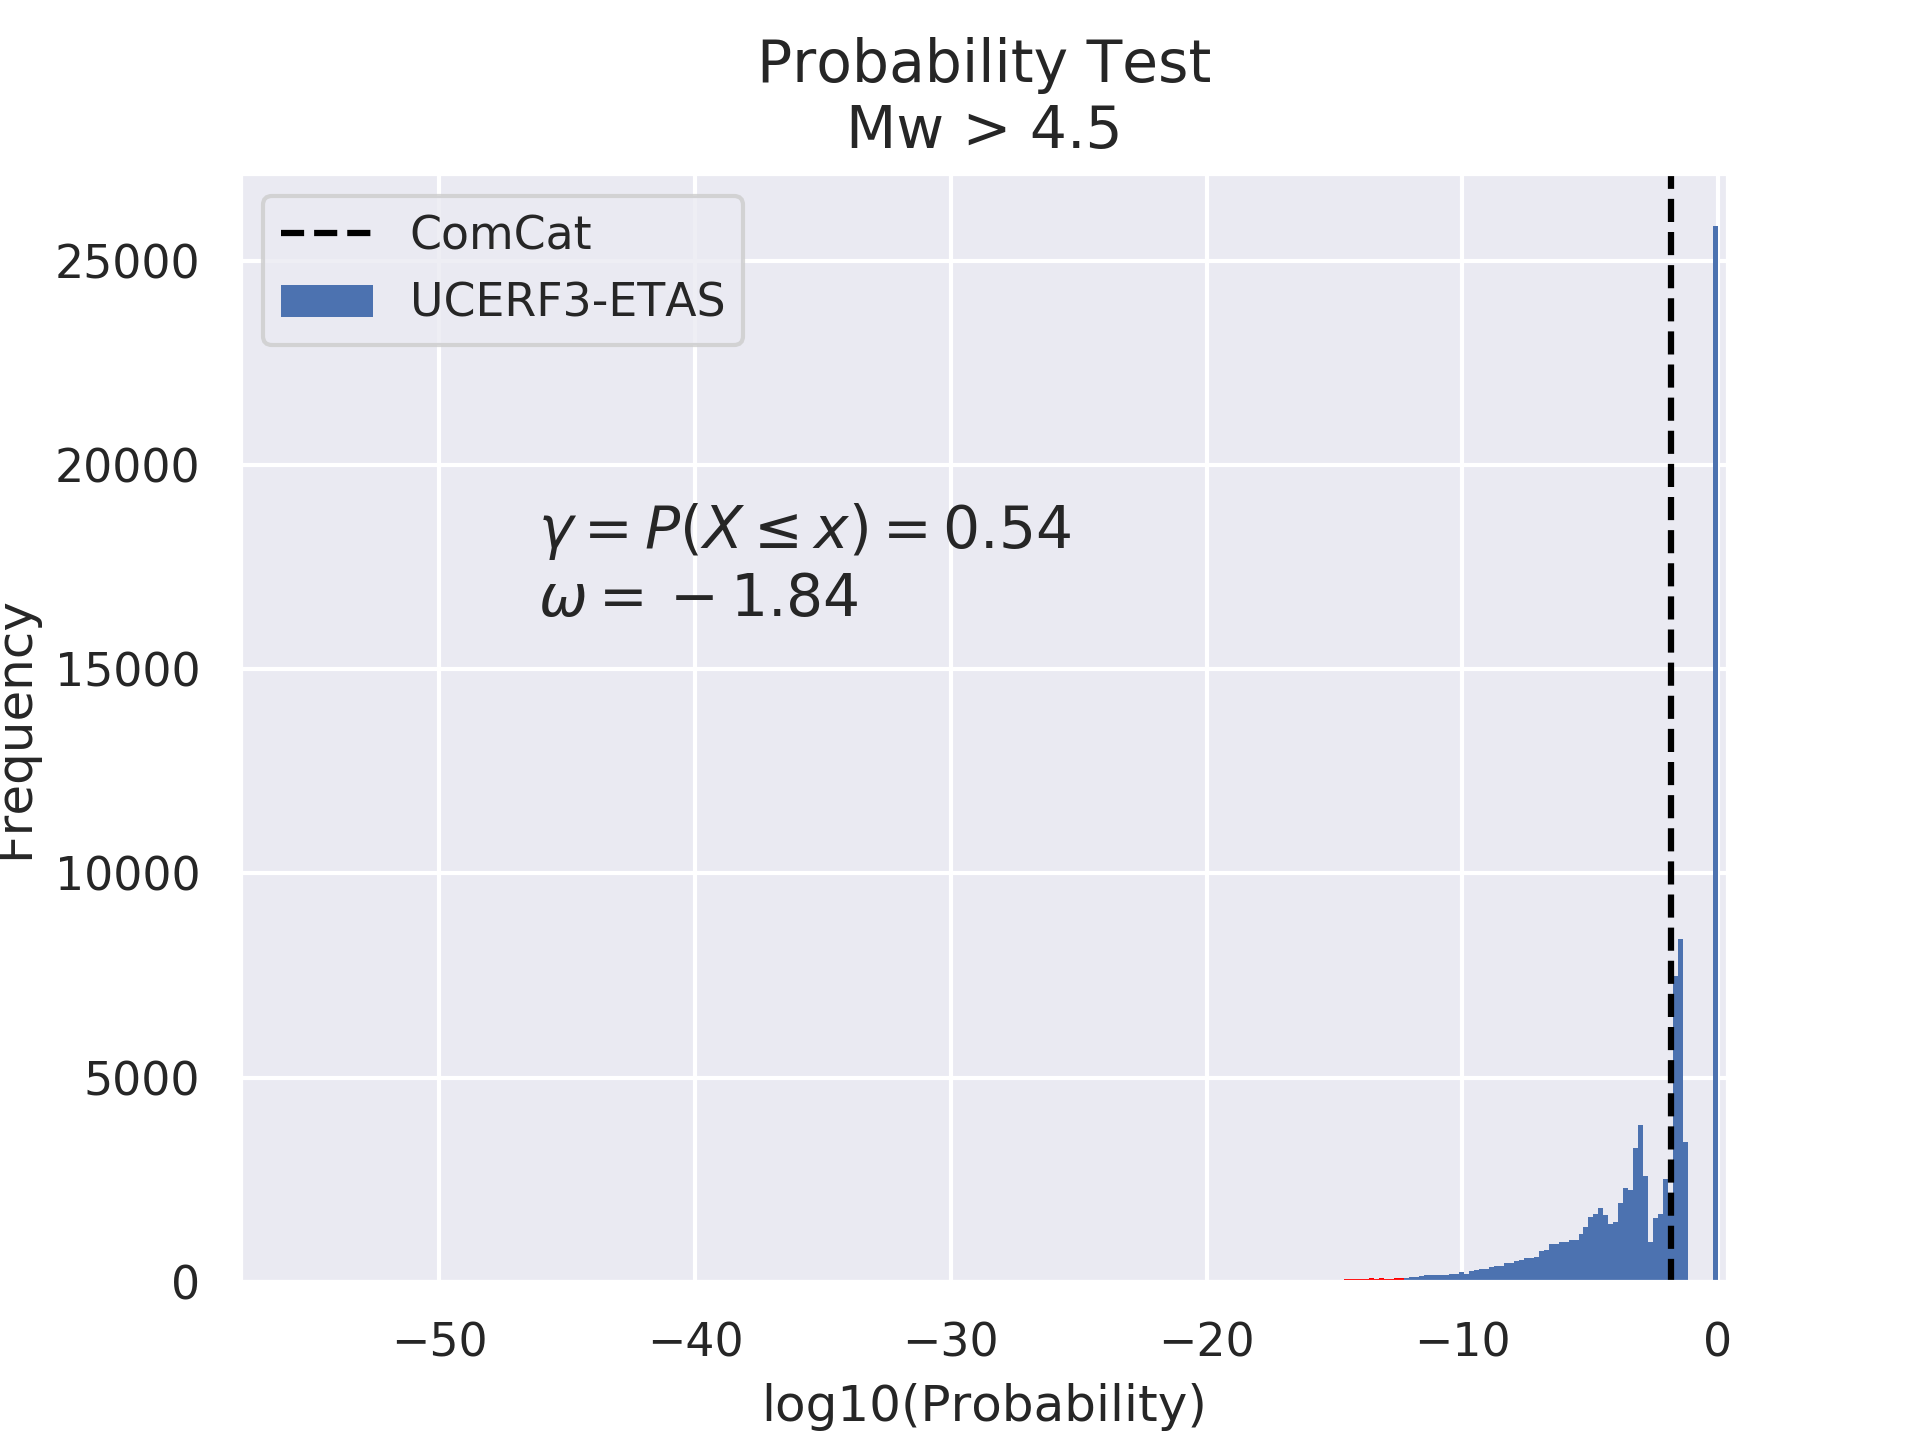 Probability Test
Mw > 4.5
ComCat
UCERF3-ETAS
25000
20000
15000
10000
5000
0
Frequency
γ = P(X ≤ x) = 0.54
ω = − 1.84
−50 −40 −30 −20 −10 0
log10(Probability)